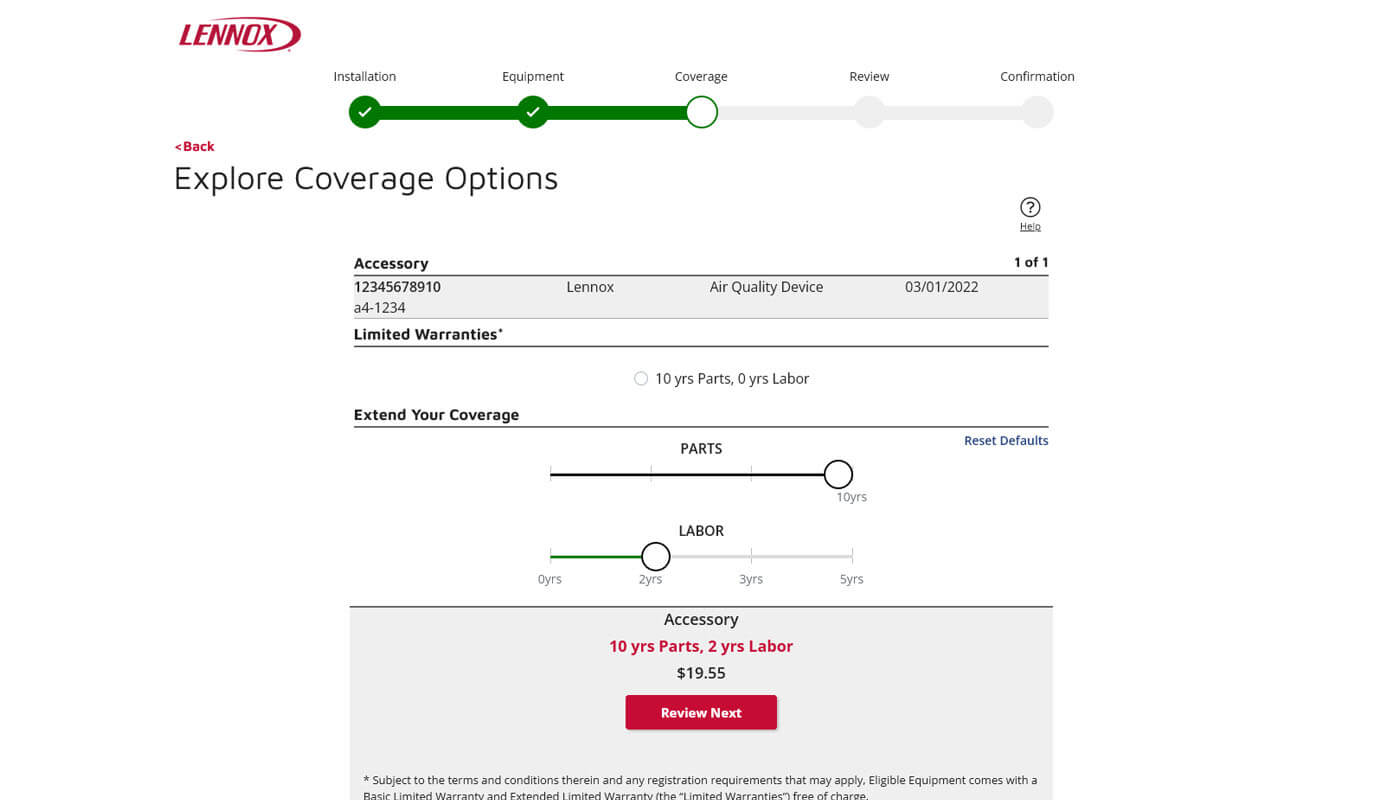 LENNOX
Installation Equipment Coverage Review Confirmation
<Back
Explore Coverage Options
?
Help
Accessory 1 of 1
12345678910 Lennox Air Quality Device 03/01/2022
a4-1234
Limited Warranties*
10 yrs Parts, 0 yrs Labor
Extend Your Coverage
Reset Defaults
PARTS
10yrs
LABOR
0yrs 2yrs 3yrs 5yrs
Accessory
10 yrs Parts, 2 yrs Labor
$19.55
Review Next
* Subject to the terms and conditions therein and any registration requirements that may apply, Eligible Equipment comes with a
Basic Limited Warranty and Extended Limited Warranty (the “Limited Warranties”) free of charge.